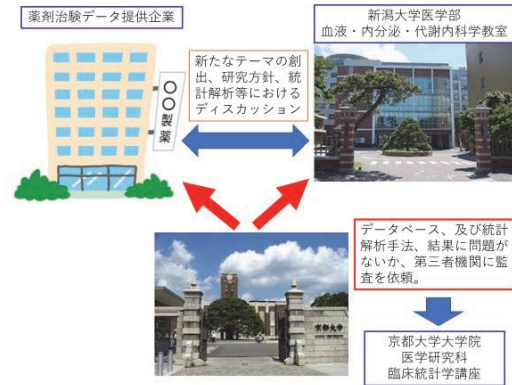 薬剤治験データ提供企業
新潟大学医学部
血液・内分泌・代謝内科学教室
新たなテーマの創
出、研究方針、統
計解析等における
ディスカッション
〇〇製薬
データベース、及び統計
解析手法、結果に問題が
ないか、第三者機関に監
査を依頼。
京都大学
京都大学大学院
医学研究科
臨床統計学講座